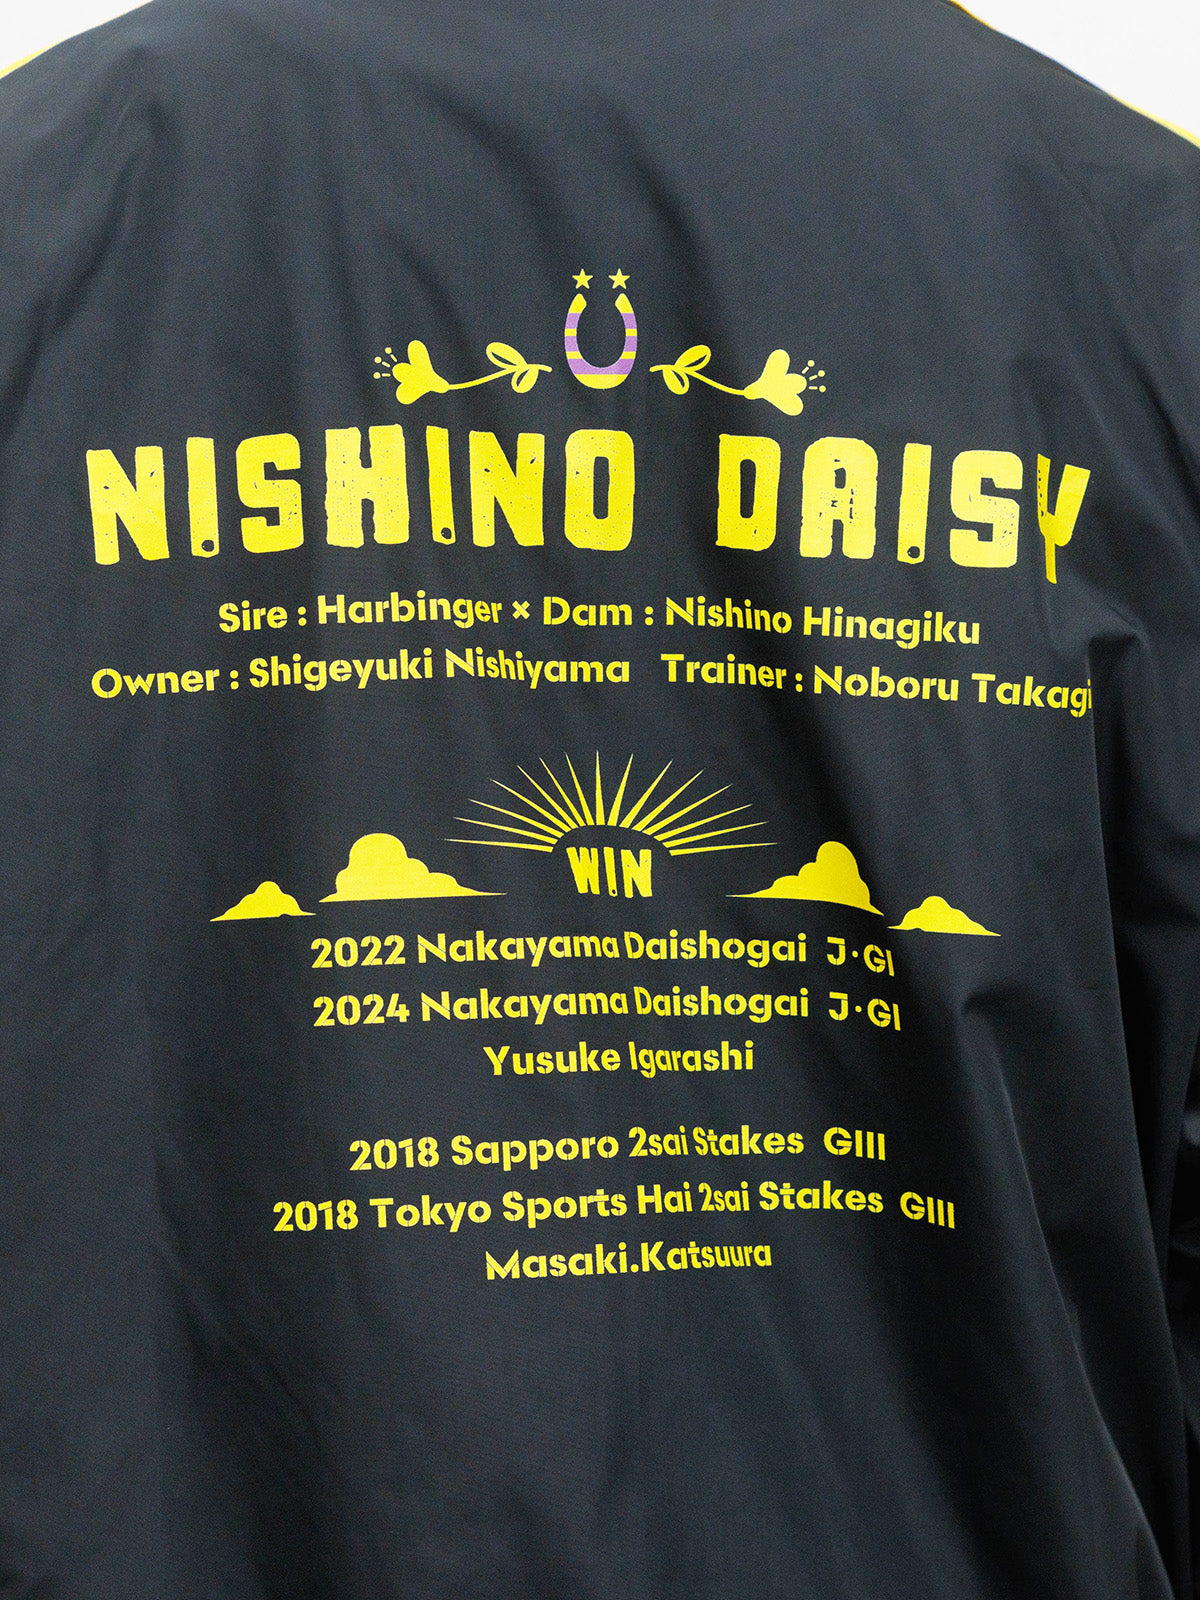 NISHINO DAISY
Sire : Harbinger × Dam : Nishino Hinagiku
Owner : Shigeyuki Nishiyama Trainer : Noboru Takagi
WIN
2022 Nakayama Daishogai J·GI
2024 Nakayama Daishogai J·GI
Yusuke Igarashi
2018 Sapporo 2sai Stakes GIII
2018 Tokyo Sports Hai 2sai Stakes GIII
Masaki.Katsuura